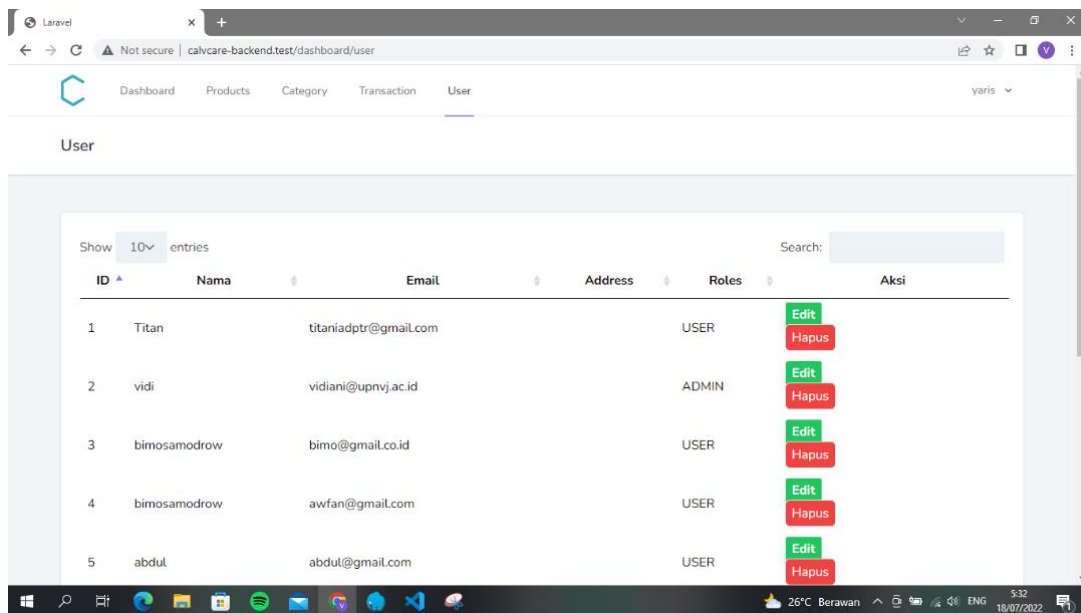 Laravel
Not secure | calvcare-backend.test/dashboard/user
V
Dashboard Products Category Transaction User yaris
User
Show 10 entries Search:
ID Nama Email Address Roles Aksi
1 Titan titaniadptr@gmail.com USER Edit Hapus
2 vidi vidiani@upnvj.ac.id ADMIN Edit Hapus
3 bimosamodrow bimo@gmail.co.id USER Edit Hapus
4 bimosamodrow awfan@gmail.com USER Edit Hapus
5 abdul abdul@gmail.com USER Edit Hapus
26°C Berawan ENG 5:32
18/07/2022